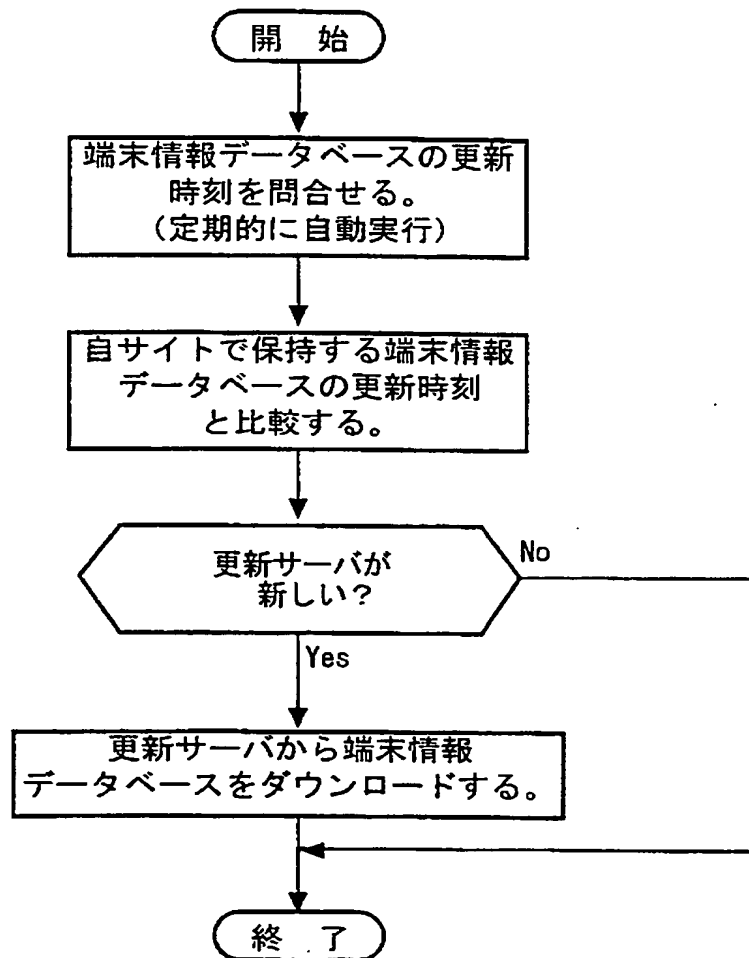 開 始
端末情報データベースの更新
時刻を問合せる。
(定期的に自動実行)
自サイトで保持する端末情報
データベースの更新時刻
と比較する。
更新サーバが
新しい?
No
Yes
更新サーバから端末情報
データベースをダウンロードする。
終 了